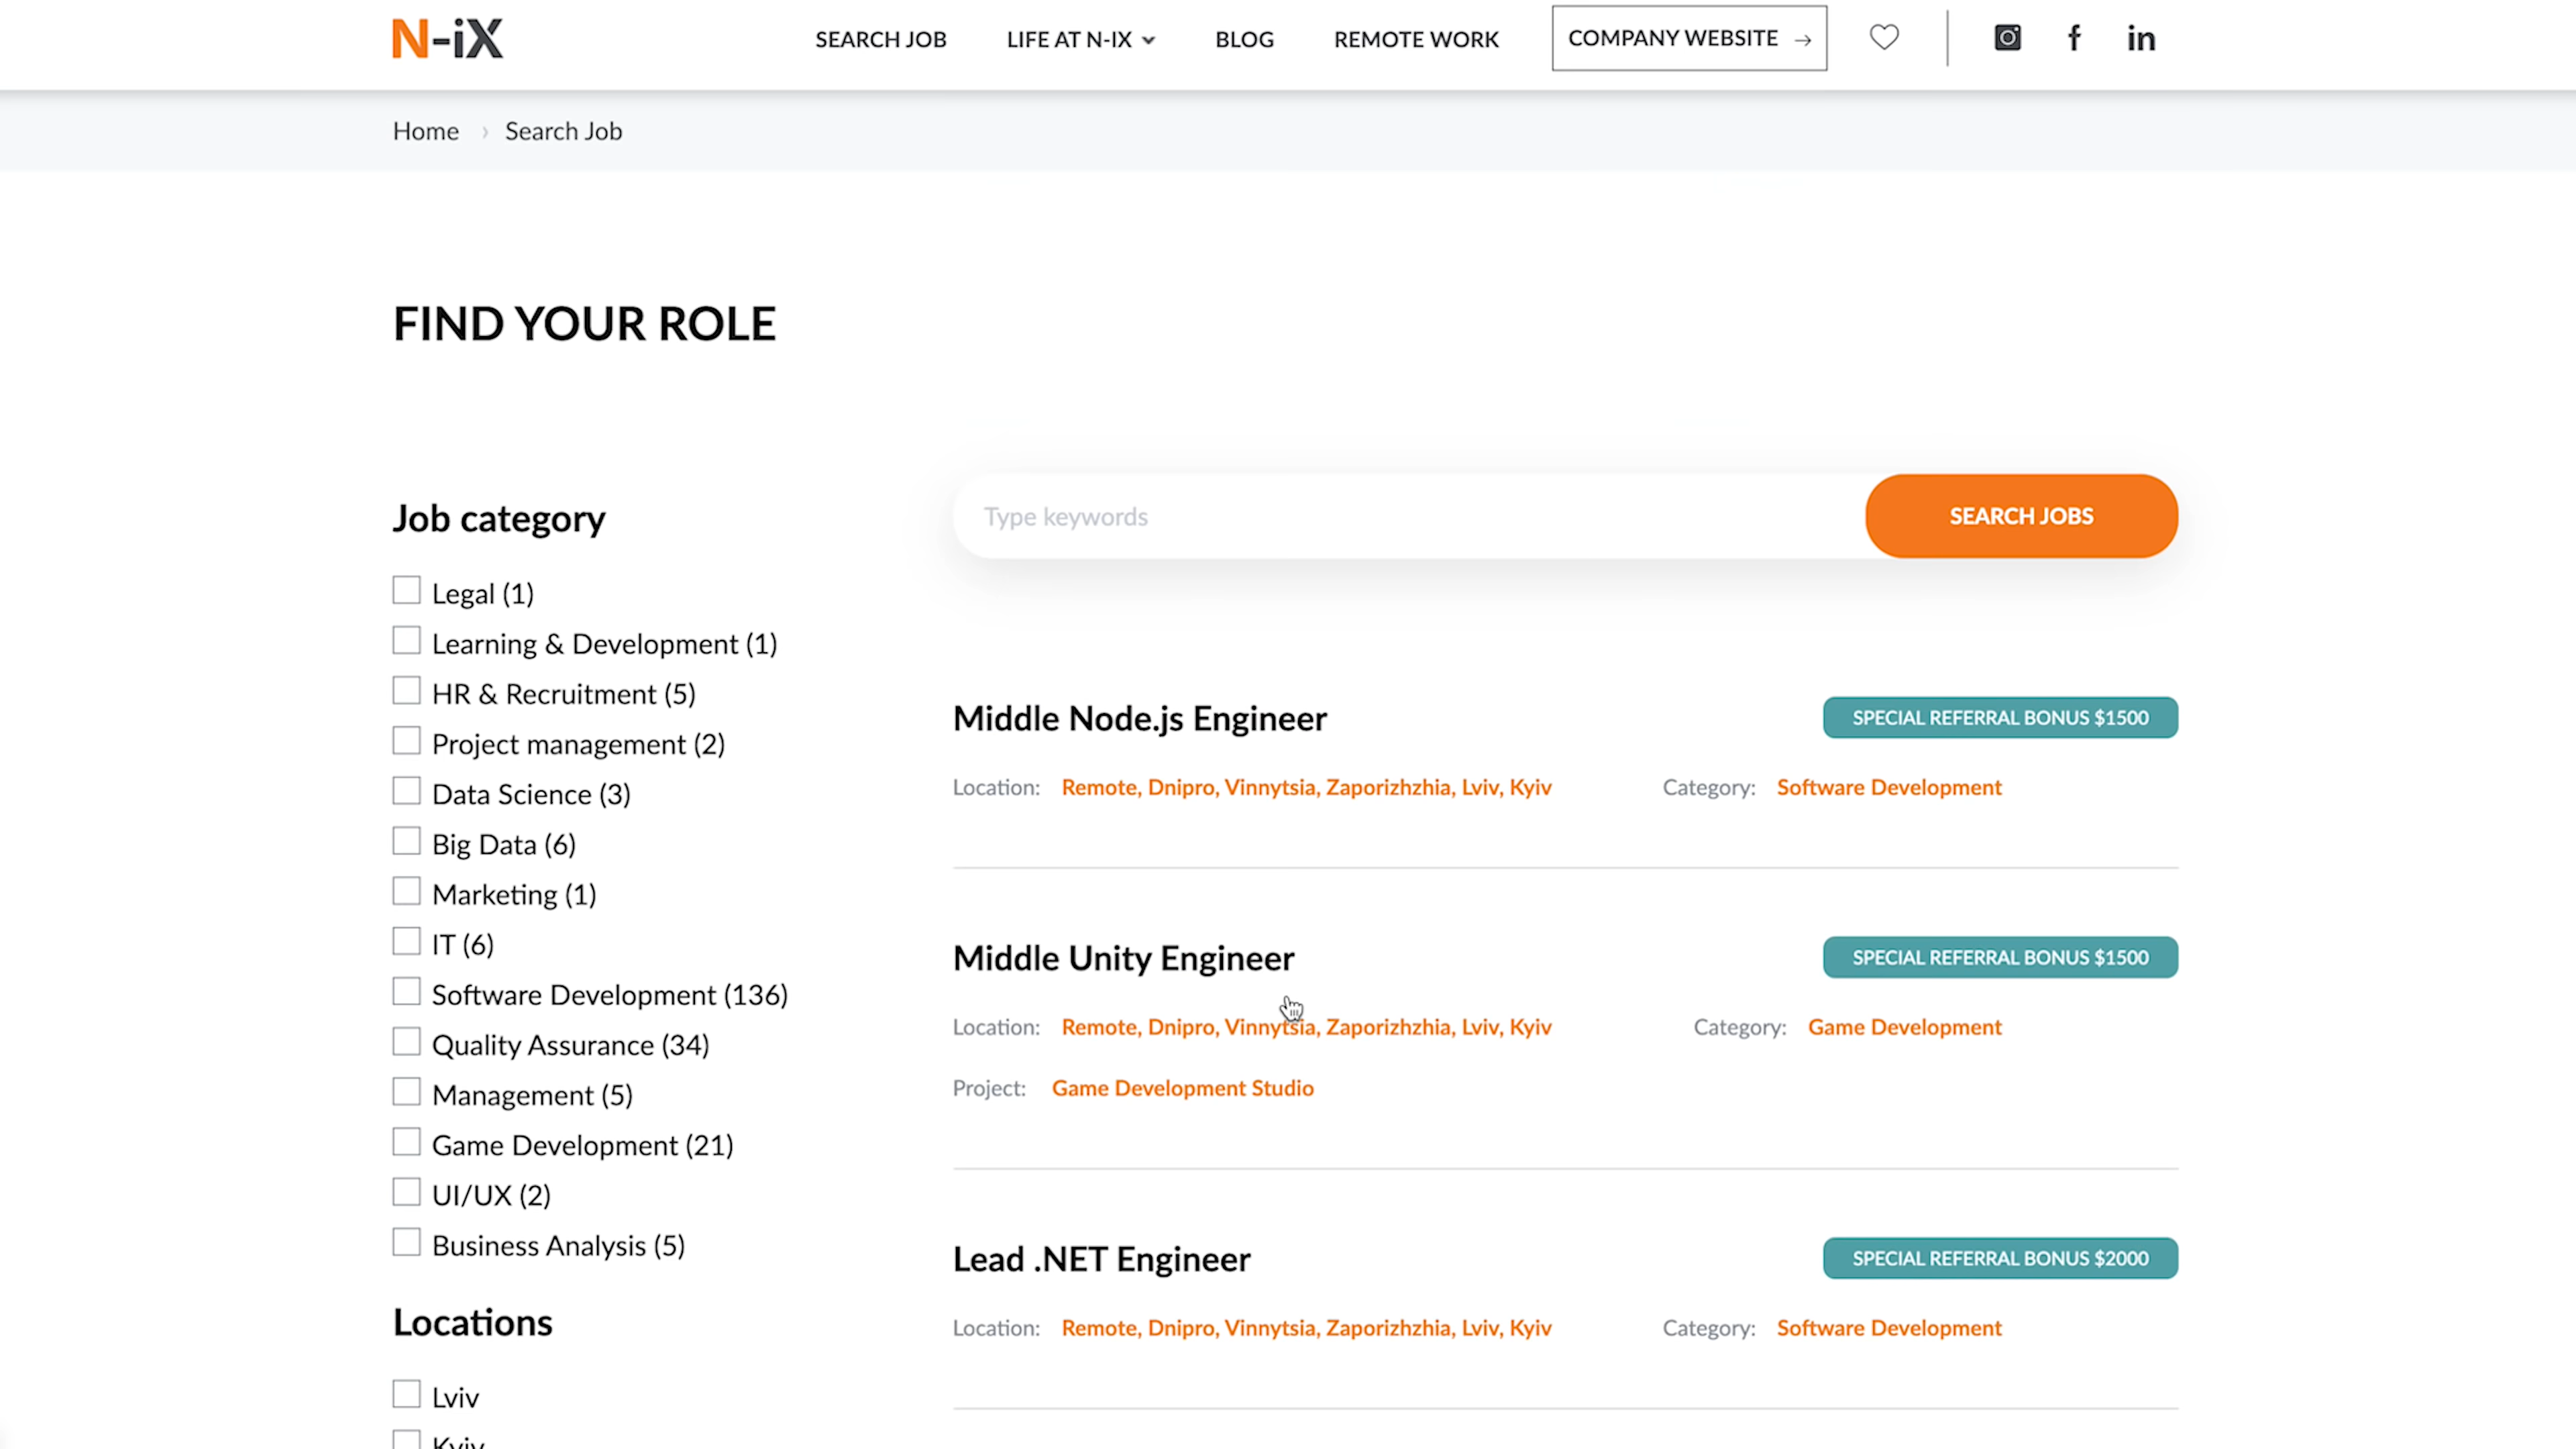 N-iX
SEARCH JOB
LIFE AT N-IX
BLOG
REMOTE WORK
COMPANY WEBSITE →
Home › Search Job
FIND YOUR ROLE
Job category
Legal (1)
Learning & Development (1)
HR & Recruitment (5)
Project management (2)
Data Science (3)
Big Data (6)
Marketing (1)
IT (6)
Software Development (136)
Quality Assurance (34)
Management (5)
Game Development (21)
UI/UX (2)
Business Analysis (5)
Locations
Lviv
Kyiv
Type keywords
SEARCH JOBS
Middle Node.js Engineer
SPECIAL REFERRAL BONUS $1500
Location: Remote, Dnipro, Vinnytsia, Zaporizhzhia, Lviv, Kyiv
Category: Software Development
Middle Unity Engineer
SPECIAL REFERRAL BONUS $1500
Location: Remote, Dnipro, Vinnytsia, Zaporizhzhia, Lviv, Kyiv
Category: Game Development
Project: Game Development Studio
Lead .NET Engineer
SPECIAL REFERRAL BONUS $2000
Location: Remote, Dnipro, Vinnytsia, Zaporizhzhia, Lviv, Kyiv
Category: Software Development